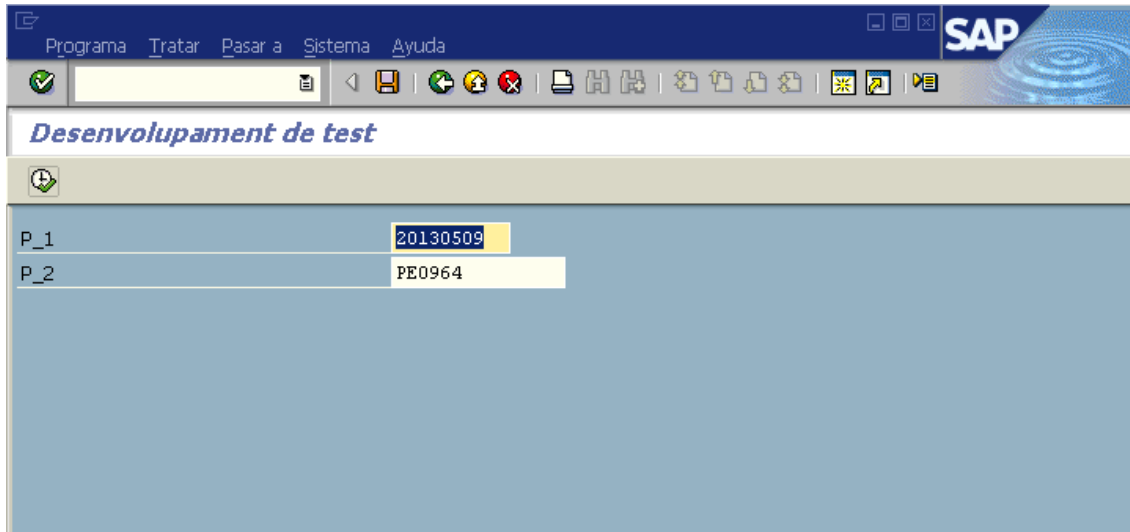 Programa Tratar Pasar a Sistema Ayuda
SAP
Desenvolupament de test
P_1 20130509
P_2 PE0964